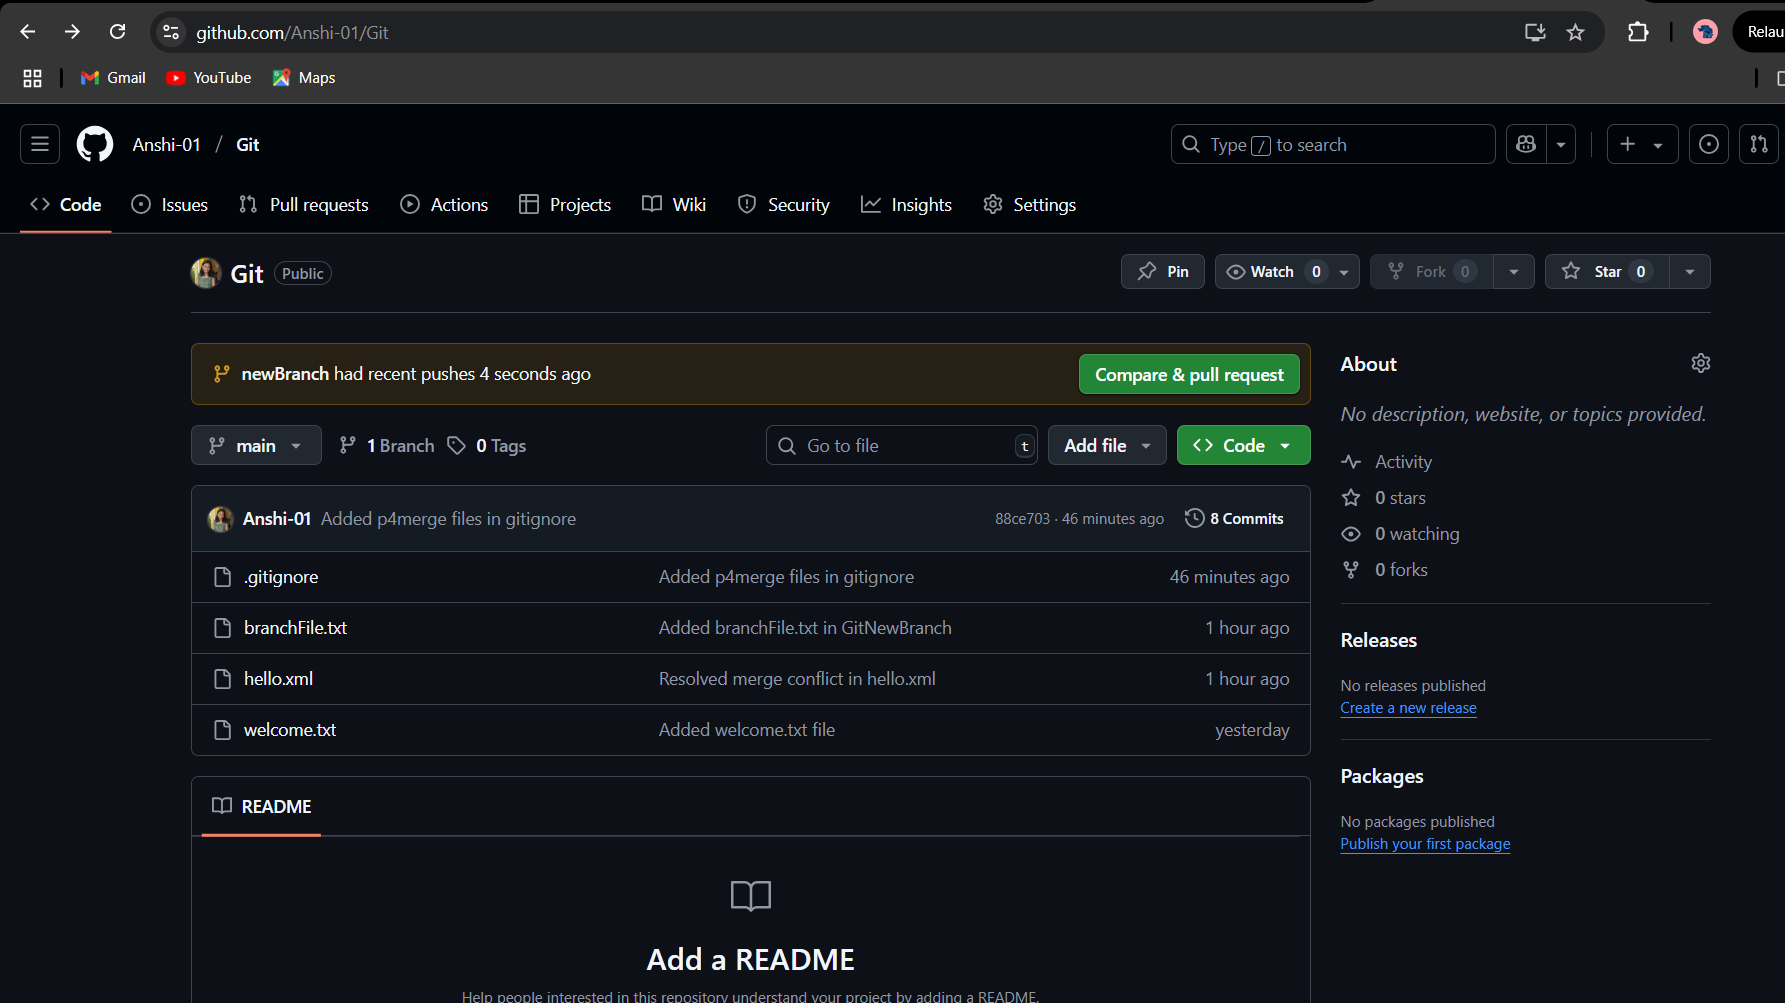 github.com/Anshi-01/Git
Relau
Gmail YouTube Maps
Anshi-01 / Git
Type / to search
Code Issues Pull requests Actions Projects Wiki Security Insights Settings
Git Public
Pin Watch 0 Fork 0 Star 0
newBranch had recent pushes 4 seconds ago
Compare & pull request
main 1 Branch 0 Tags
Go to file t
Add file
Code
Anshi-01 Added p4merge files in gitignore 88ce703 · 46 minutes ago 8 Commits
.gitignore Added p4merge files in gitignore 46 minutes ago
branchFile.txt Added branchFile.txt in GitNewBranch 1 hour ago
hello.xml Resolved merge conflict in hello.xml 1 hour ago
welcome.txt Added welcome.txt file yesterday
README
Add a README
Help people interested in this repository understand your project by adding a README.
About
No description, website, or topics provided.
Activity
0 stars
0 watching
0 forks
Releases
No releases published
Create a new release
Packages
No packages published
Publish your first package